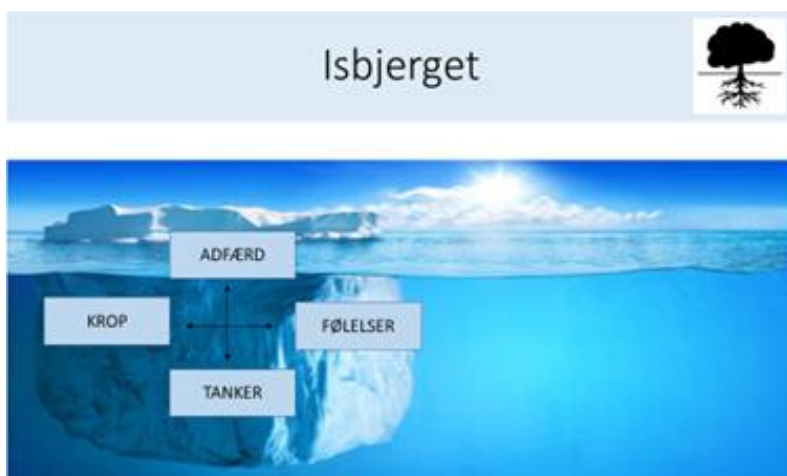 Isbjerget
ADFÆRD
KROP
FØLELSER
TANKER